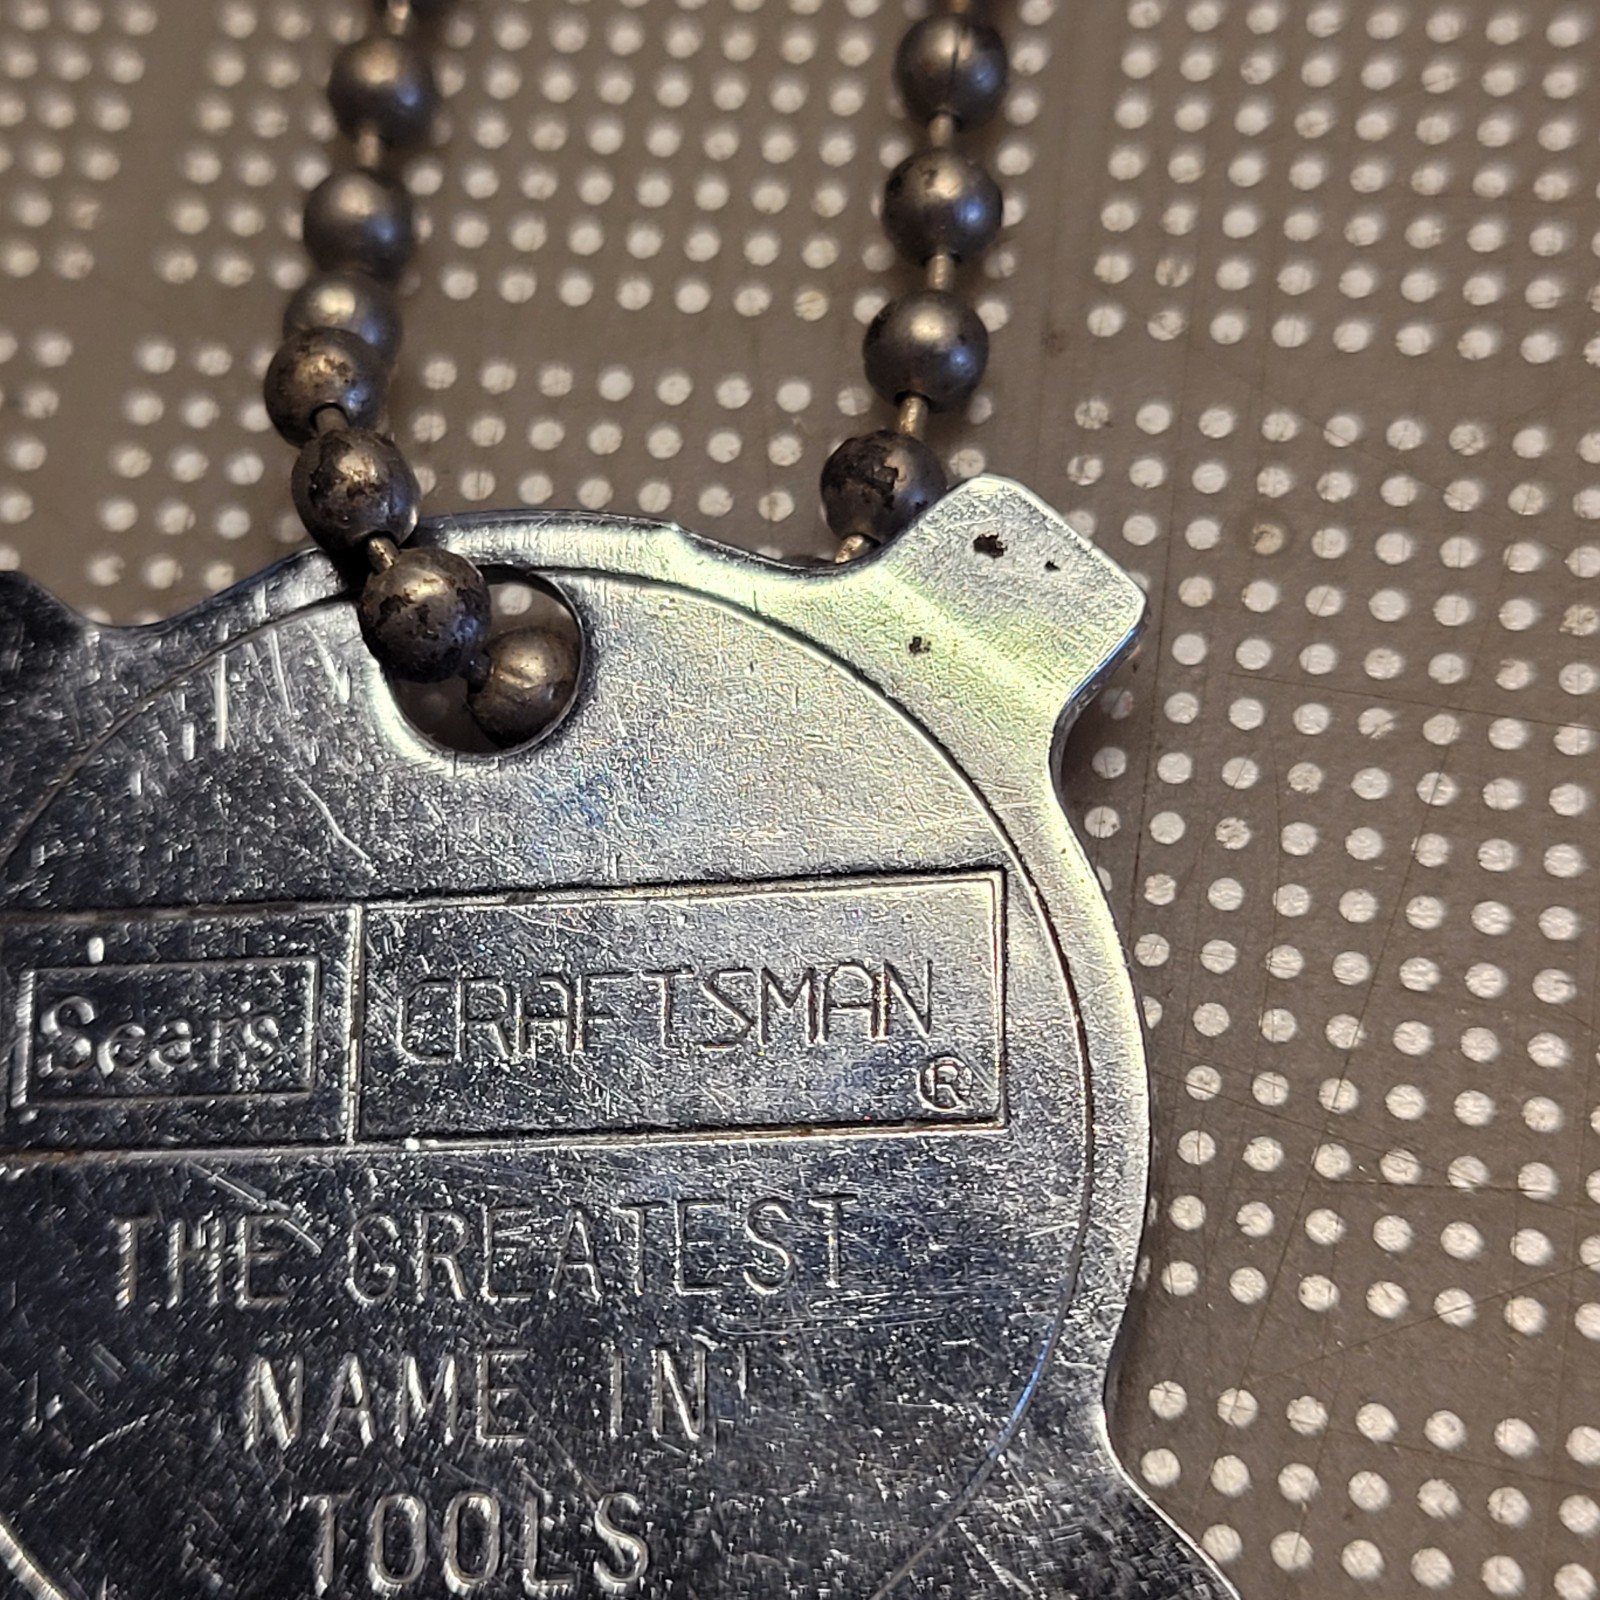 Sears CRAFTSMAN
®
THE GREATEST
NAME IN
TOOLS